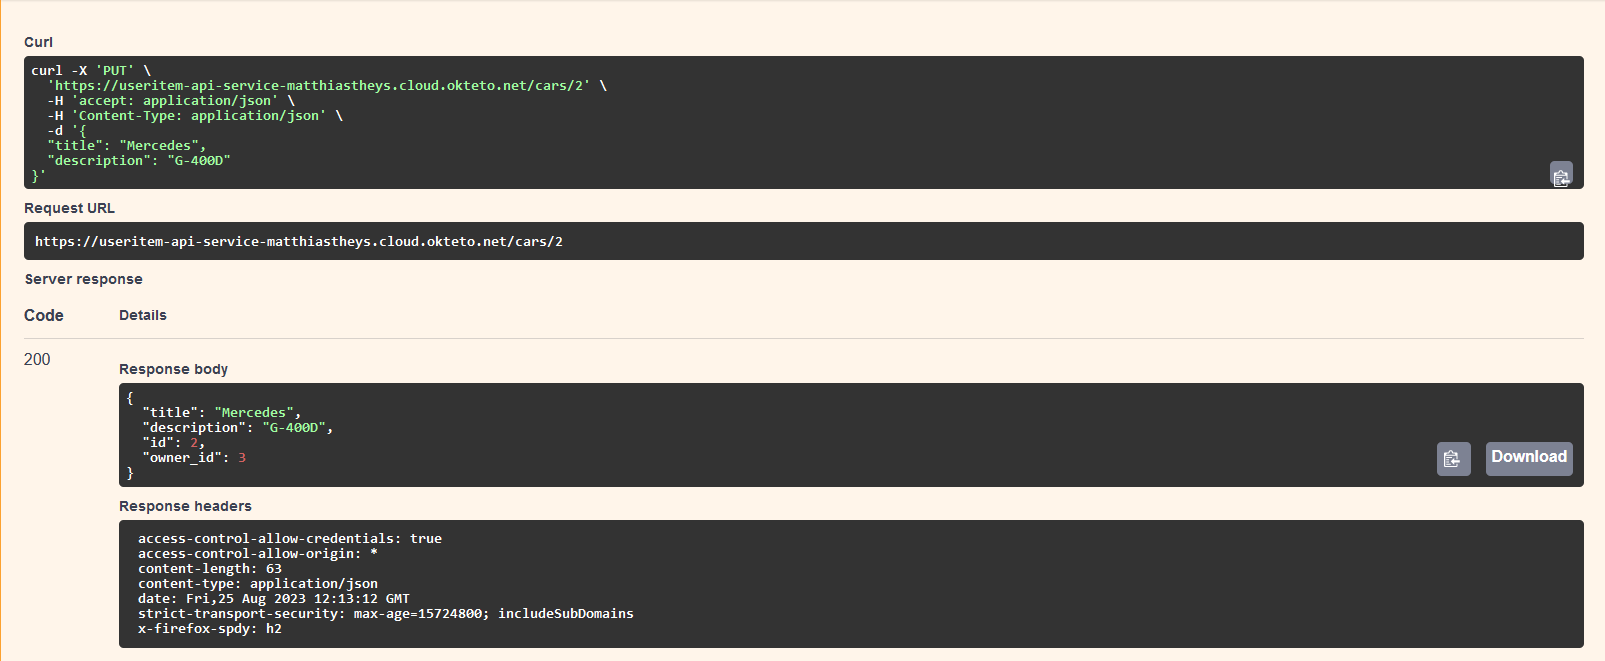 Curl
curl -X 'PUT' \
  'https://useritem-api-service-matthiastheys.cloud.okteto.net/cars/2' \
  -H 'accept: application/json' \
  -H 'Content-Type: application/json' \
  -d '{
  "title": "Mercedes",
  "description": "G-400D"
}'
Request URL
https://useritem-api-service-matthiastheys.cloud.okteto.net/cars/2
Server response
Code Details
200
Response body
{
  "title": "Mercedes",
  "description": "G-400D",
  "id": 2,
  "owner_id": 3
}
Download
Response headers
access-control-allow-credentials: true
access-control-allow-origin: *
content-length: 63
content-type: application/json
date: Fri,25 Aug 2023 12:13:12 GMT
strict-transport-security: max-age=15724800; includeSubDomains
x-firefox-spdy: h2